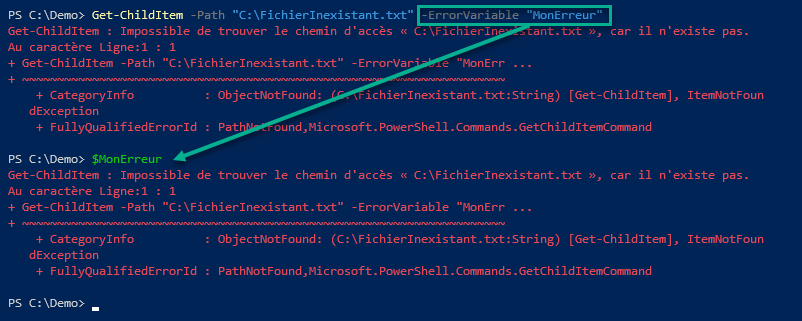 PS C:\Demo> Get-ChildItem -Path "C:\FichierInexistant.txt" -ErrorVariable "MonErreur"
Get-ChildItem : Impossible de trouver le chemin d'accès « C:\FichierInexistant.txt », car il n'existe pas.
Au caractère Ligne:1 : 1
+ Get-ChildItem -Path "C:\FichierInexistant.txt" -ErrorVariable "MonErr ...
+ ~~~~~~~~~~~~~~~~~~~~~~~~~~~~~~~~~~~~~~~~~~~~~~~~~~~~~~~~~~~~~~~~~~~~~
    + CategoryInfo          : ObjectNotFound: (C:\FichierInexistant.txt:String) [Get-ChildItem], ItemNotFoun
   dException
    + FullyQualifiedErrorId : PathNotFound,Microsoft.PowerShell.Commands.GetChildItemCommand
PS C:\Demo> $MonErreur
Get-ChildItem : Impossible de trouver le chemin d'accès « C:\FichierInexistant.txt », car il n'existe pas.
Au caractère Ligne:1 : 1
+ Get-ChildItem -Path "C:\FichierInexistant.txt" -ErrorVariable "MonErr ...
+ ~~~~~~~~~~~~~~~~~~~~~~~~~~~~~~~~~~~~~~~~~~~~~~~~~~~~~~~~~~~~~~~~~~~~~
    + CategoryInfo          : ObjectNotFound: (C:\FichierInexistant.txt:String) [Get-ChildItem], ItemNotFoun
   dException
    + FullyQualifiedErrorId : PathNotFound,Microsoft.PowerShell.Commands.GetChildItemCommand
PS C:\Demo>